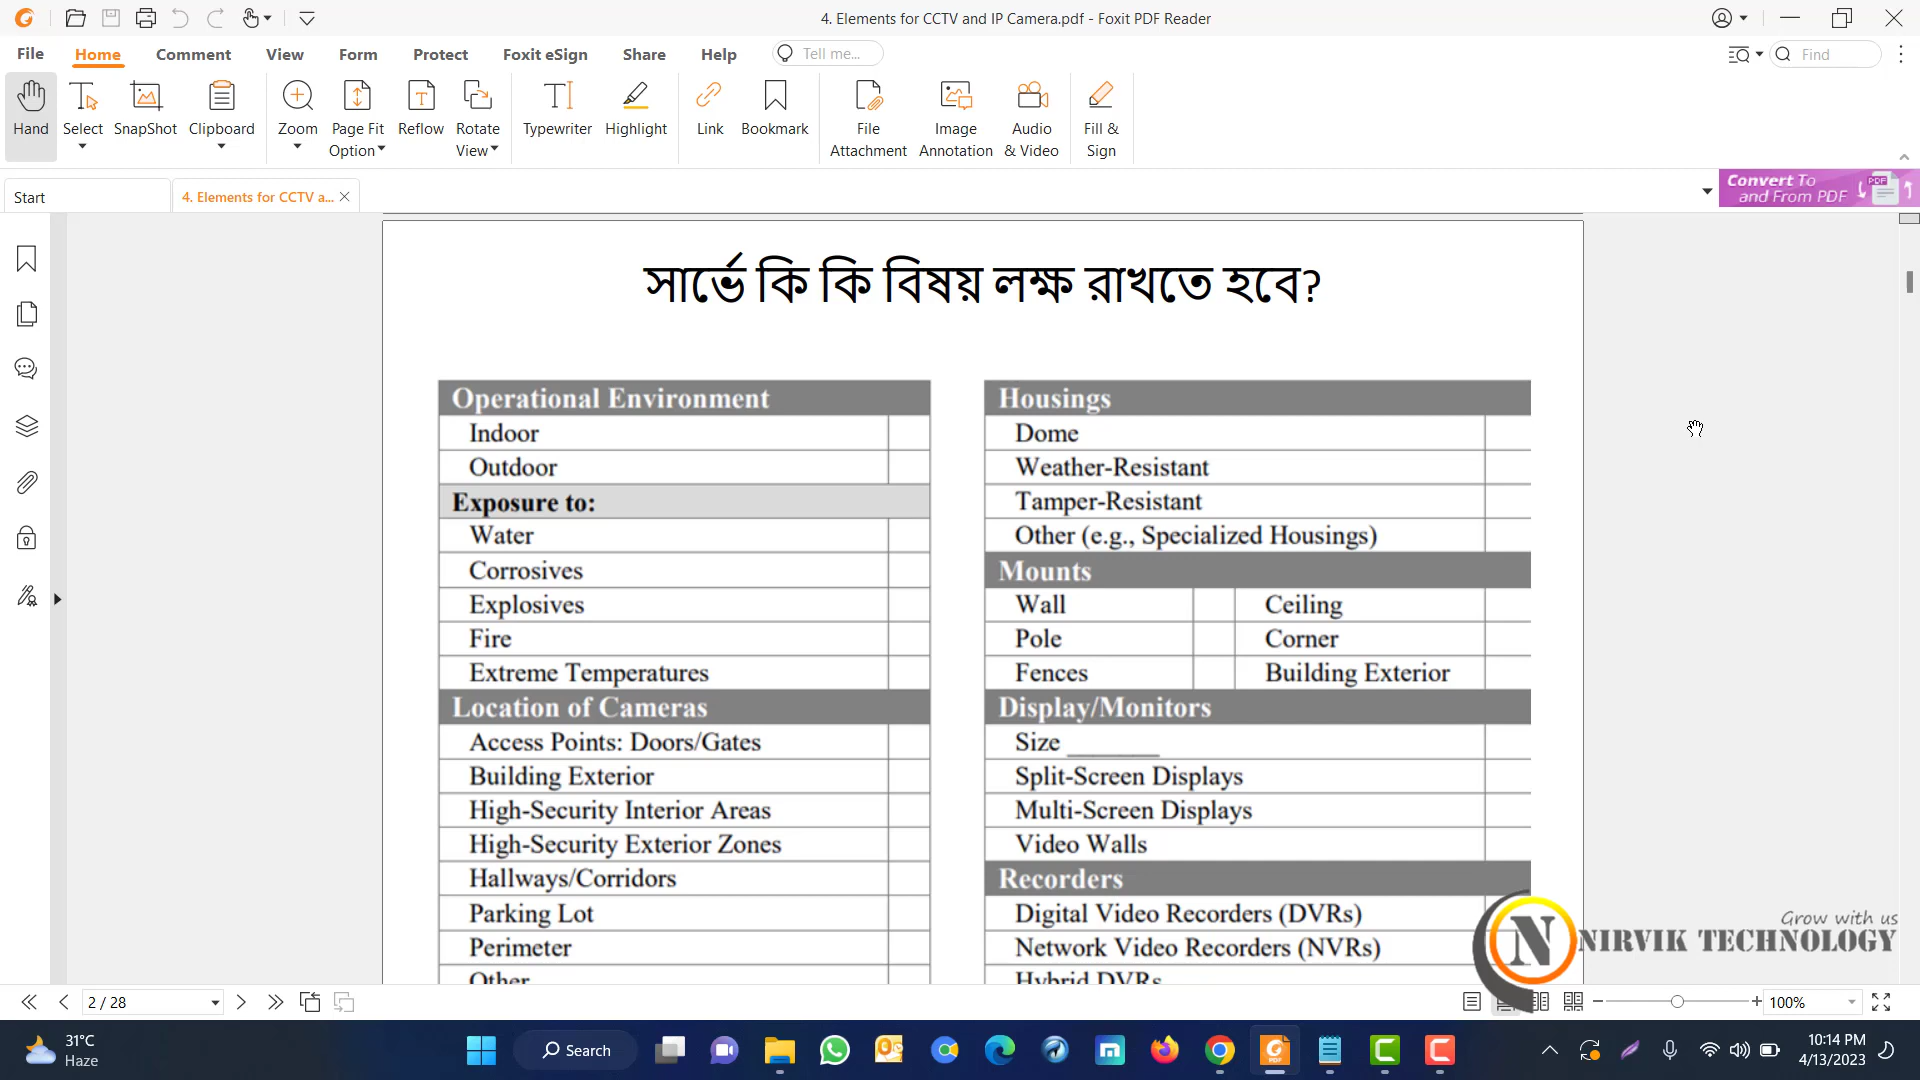 4. Elements for CCTV and IP Camera.pdf - Foxit PDF Reader
File Home Comment View Form Protect Foxit eSign Share Help Tell me... Find
Hand Select SnapShot Clipboard Zoom Page Fit Option Reflow Rotate View Typewriter Highlight Link Bookmark File Attachment Image Annotation Audio & Video Fill & Sign
Start 4. Elements for CCTV a...
Convert To
and From PDF
PDF
সার্ভে কি কি বিষয় লক্ষ রাখতে হবে?
Operational Environment
Indoor
Outdoor
Exposure to:
Water
Corrosives
Explosives
Fire
Extreme Temperatures
Location of Cameras
Access Points: Doors/Gates
Building Exterior
High-Security Interior Areas
High-Security Exterior Zones
Hallways/Corridors
Parking Lot
Perimeter
Other
Housings
Dome
Weather-Resistant
Tamper-Resistant
Other (e.g., Specialized Housings)
Mounts
Wall Ceiling
Pole Corner
Fences Building Exterior
Display/Monitors
Size ______
Split-Screen Displays
Multi-Screen Displays
Video Walls
Recorders
Digital Video Recorders (DVRs)
Network Video Recorders (NVRs)
Hybrid DVRs
Grow with us
N NIRVIK TECHNOLOGY
2 / 28 100%
31°C
Haze
Search
10:14 PM
4/13/2023